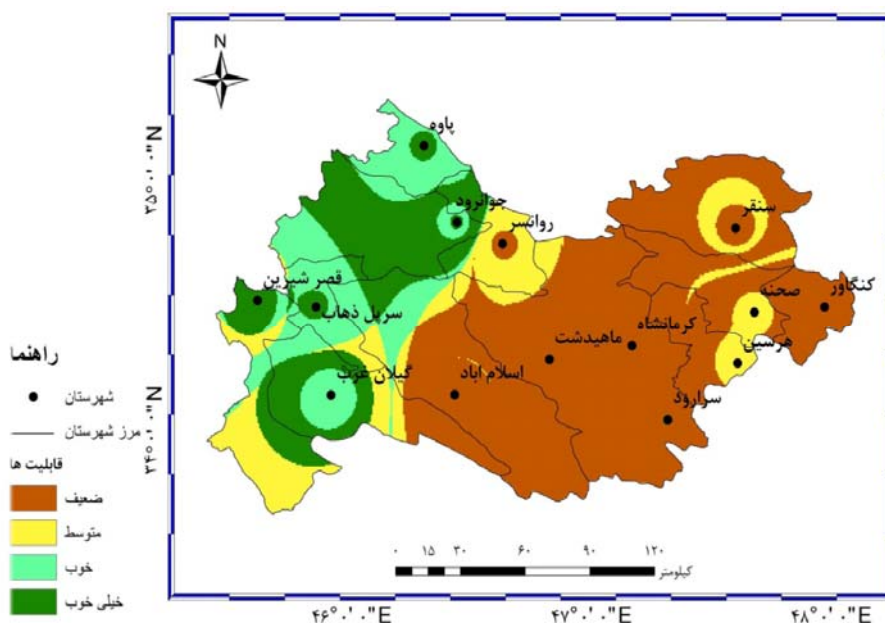 N
۳۵°۰'۰"N
۳۴°۰'۰"N
پاوه
جوانرود
روانسر
سنقر
قصر شیرین
سرپل ذهاب
صحنه
کنگاور
کرمانشاه
ماهیدشت
هرسین
گیلان غرب
اسلام آباد
سرارود
راهنما
شهرستان
مرز شهرستان
قابلیت ها
ضعیف
متوسط
خوب
خیلی خوب
۰ ۱۵ ۳۰ ۶۰ ۹۰ ۱۲۰
کیلومتر
۴۶°۰'۰"E ۴۷°۰'۰"E ۴۸°۰'۰"E